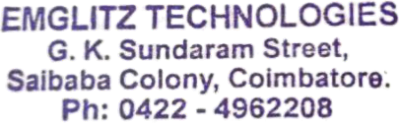 EMGLITZ TECHNOLOGIES
G. K. Sundaram Street,
Saibaba Colony, Coimbatore.
Ph: 0422 - 4962208